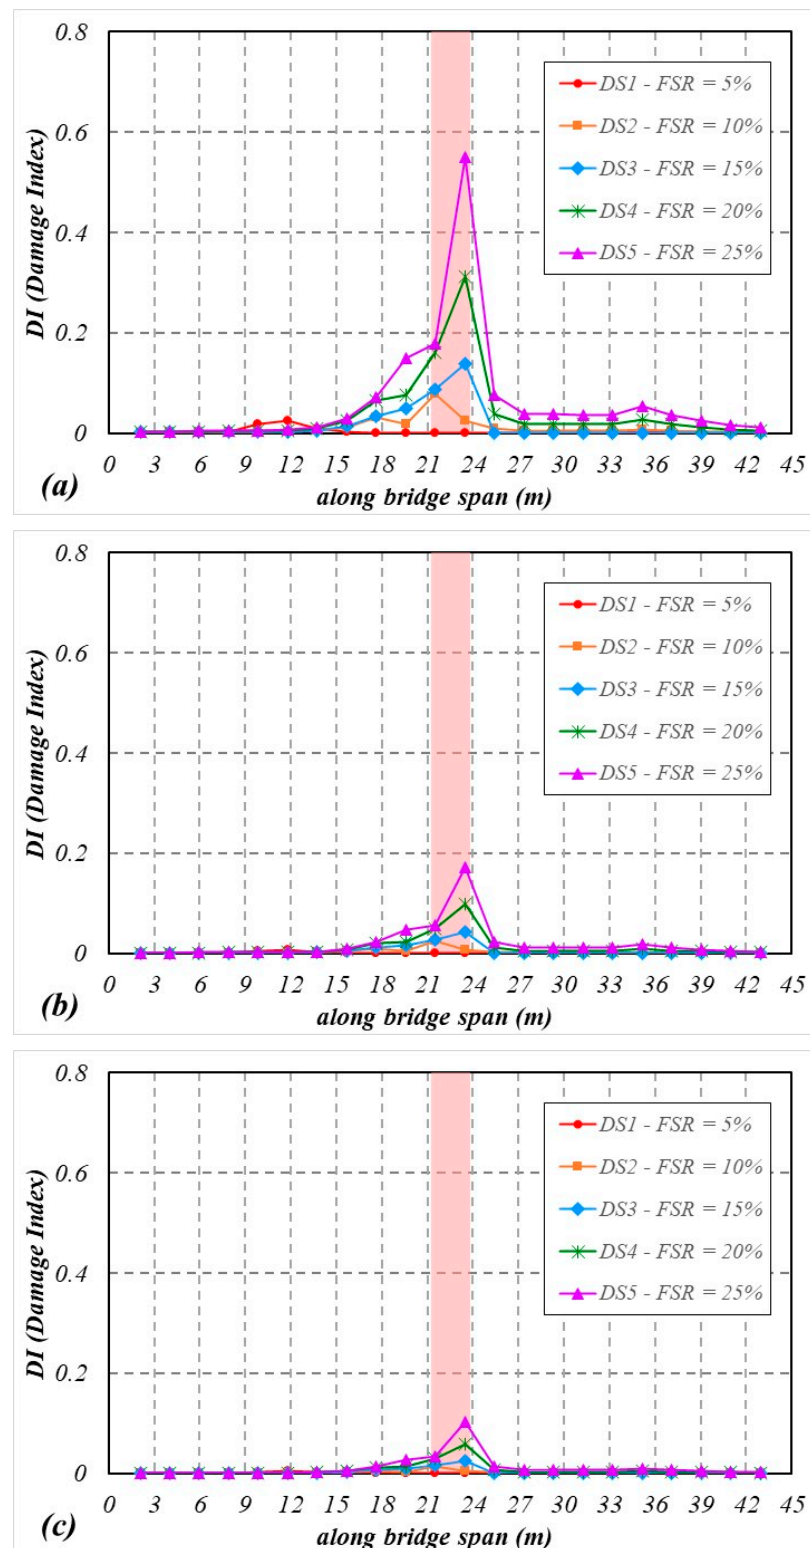 0.8
0.6
0.4
0.2
0
DI (Damage Index)
DS1 - FSR = 5%
DS2 - FSR = 10%
DS3 - FSR = 15%
DS4 - FSR = 20%
DS5 - FSR = 25%
0 3 6 9 12 15 18 21 24 27 30 33 36 39 42 45
(a) along bridge span (m)
0.8
0.6
0.4
0.2
0
DI (Damage Index)
DS1 - FSR = 5%
DS2 - FSR = 10%
DS3 - FSR = 15%
DS4 - FSR = 20%
DS5 - FSR = 25%
0 3 6 9 12 15 18 21 24 27 30 33 36 39 42 45
(b) along bridge span (m)
0.8
0.6
0.4
0.2
0
DI (Damage Index)
DS1 - FSR = 5%
DS2 - FSR = 10%
DS3 - FSR = 15%
DS4 - FSR = 20%
DS5 - FSR = 25%
0 3 6 9 12 15 18 21 24 27 30 33 36 39 42 45
(c) along bridge span (m)